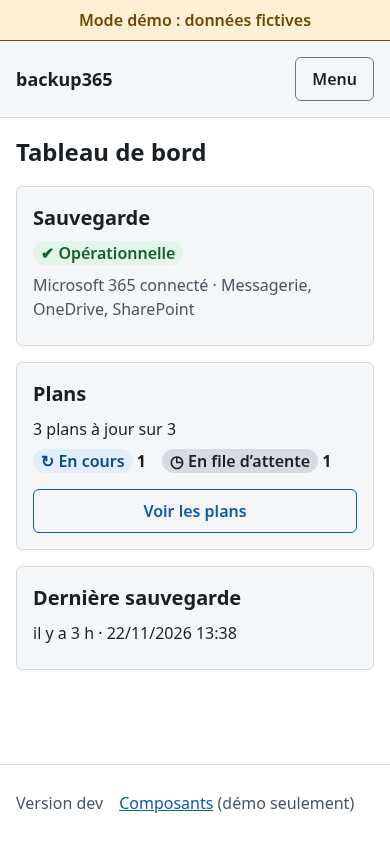 Mode démo : données fictives
backup365
Menu
Tableau de bord
Sauvegarde
✔ Opérationnelle
Microsoft 365 connecté · Messagerie,
OneDrive, SharePoint
Plans
3 plans à jour sur 3
↻ En cours 1 ◷ En file d’attente 1
Voir les plans
Dernière sauvegarde
il y a 3 h · 22/11/2026 13:38
Version dev Composants (démo seulement)